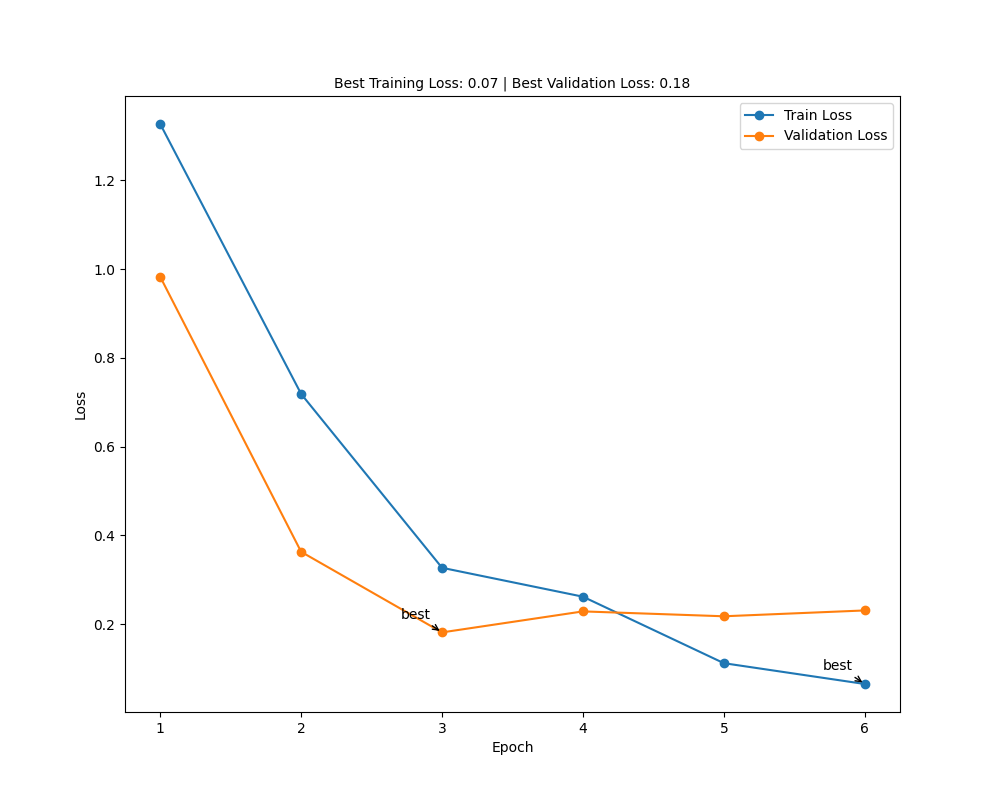 Best Training Loss: 0.07 | Best Validation Loss: 0.18
Train Loss
Validation Loss
1.2
1.0
0.8
0.6
0.4
0.2
Loss
best
best
1 2 3 4 5 6
Epoch